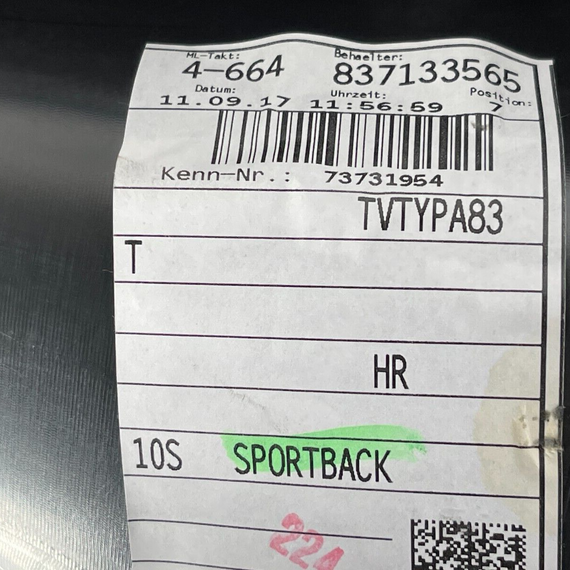 ML-Takt: Behaelter:
4-664 837133565
Datum: Uhrzeit: Position:
11.09.17 11:56:59 7
Kenn-Nr.: 73731954
TVTYPA83
T
HR
10S SPORTBACK
224